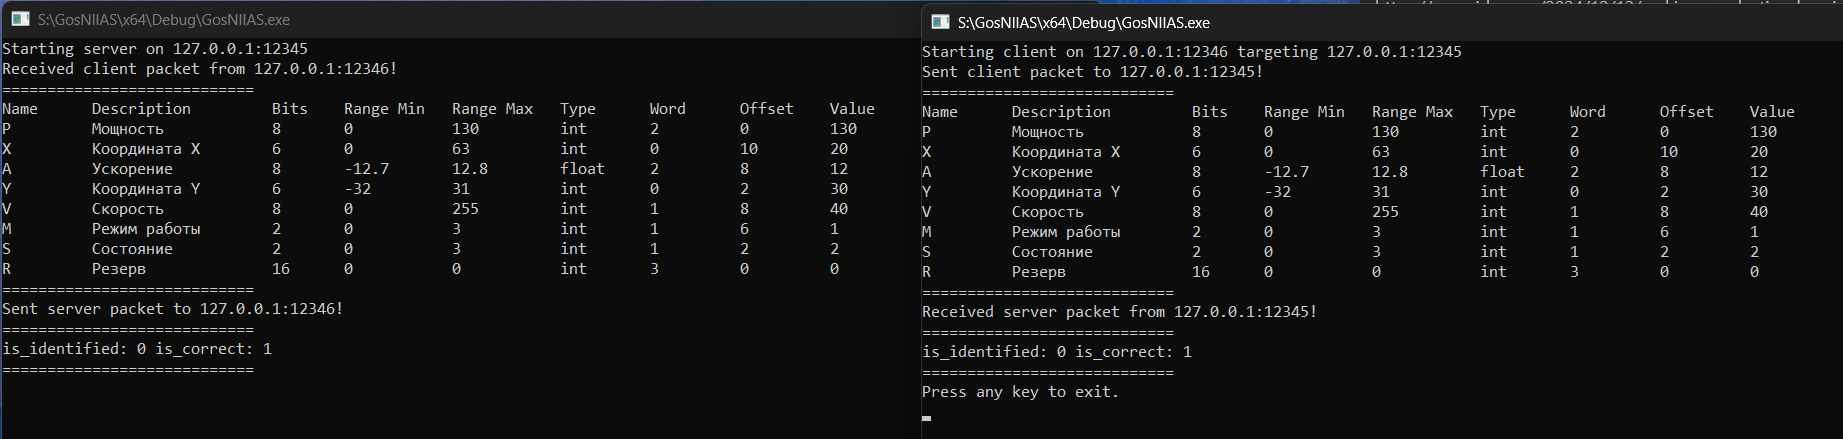 S:\GosNIIAS\x64\Debug\GosNIIAS.exe
Starting server on 127.0.0.1:12345
Received client packet from 127.0.0.1:12346!
============================
Name Description Bits Range Min Range Max Type Word Offset Value
P Мощность 8 0 130 int 2 0 130
X Координата X 6 0 63 int 0 10 20
A Ускорение 8 -12.7 12.8 float 2 8 12
Y Координата Y 6 -32 31 int 0 2 30
V Скорость 8 0 255 int 1 8 40
M Режим работы 2 0 3 int 1 6 1
S Состояние 2 0 3 int 1 2 2
R Резерв 16 0 0 int 3 0 0
============================
Sent server packet to 127.0.0.1:12346!
============================
is_identified: 0 is_correct: 1
============================
S:\GosNIIAS\x64\Debug\GosNIIAS.exe
Starting client on 127.0.0.1:12346 targeting 127.0.0.1:12345
Sent client packet to 127.0.0.1:12345!
============================
Name Description Bits Range Min Range Max Type Word Offset Value
P Мощность 8 0 130 int 2 0 130
X Координата X 6 0 63 int 0 10 20
A Ускорение 8 -12.7 12.8 float 2 8 12
Y Координата Y 6 -32 31 int 0 2 30
V Скорость 8 0 255 int 1 8 40
M Режим работы 2 0 3 int 1 6 1
S Состояние 2 0 3 int 1 2 2
R Резерв 16 0 0 int 3 0 0
============================
Received server packet from 127.0.0.1:12345!
============================
is_identified: 0 is_correct: 1
============================
Press any key to exit.